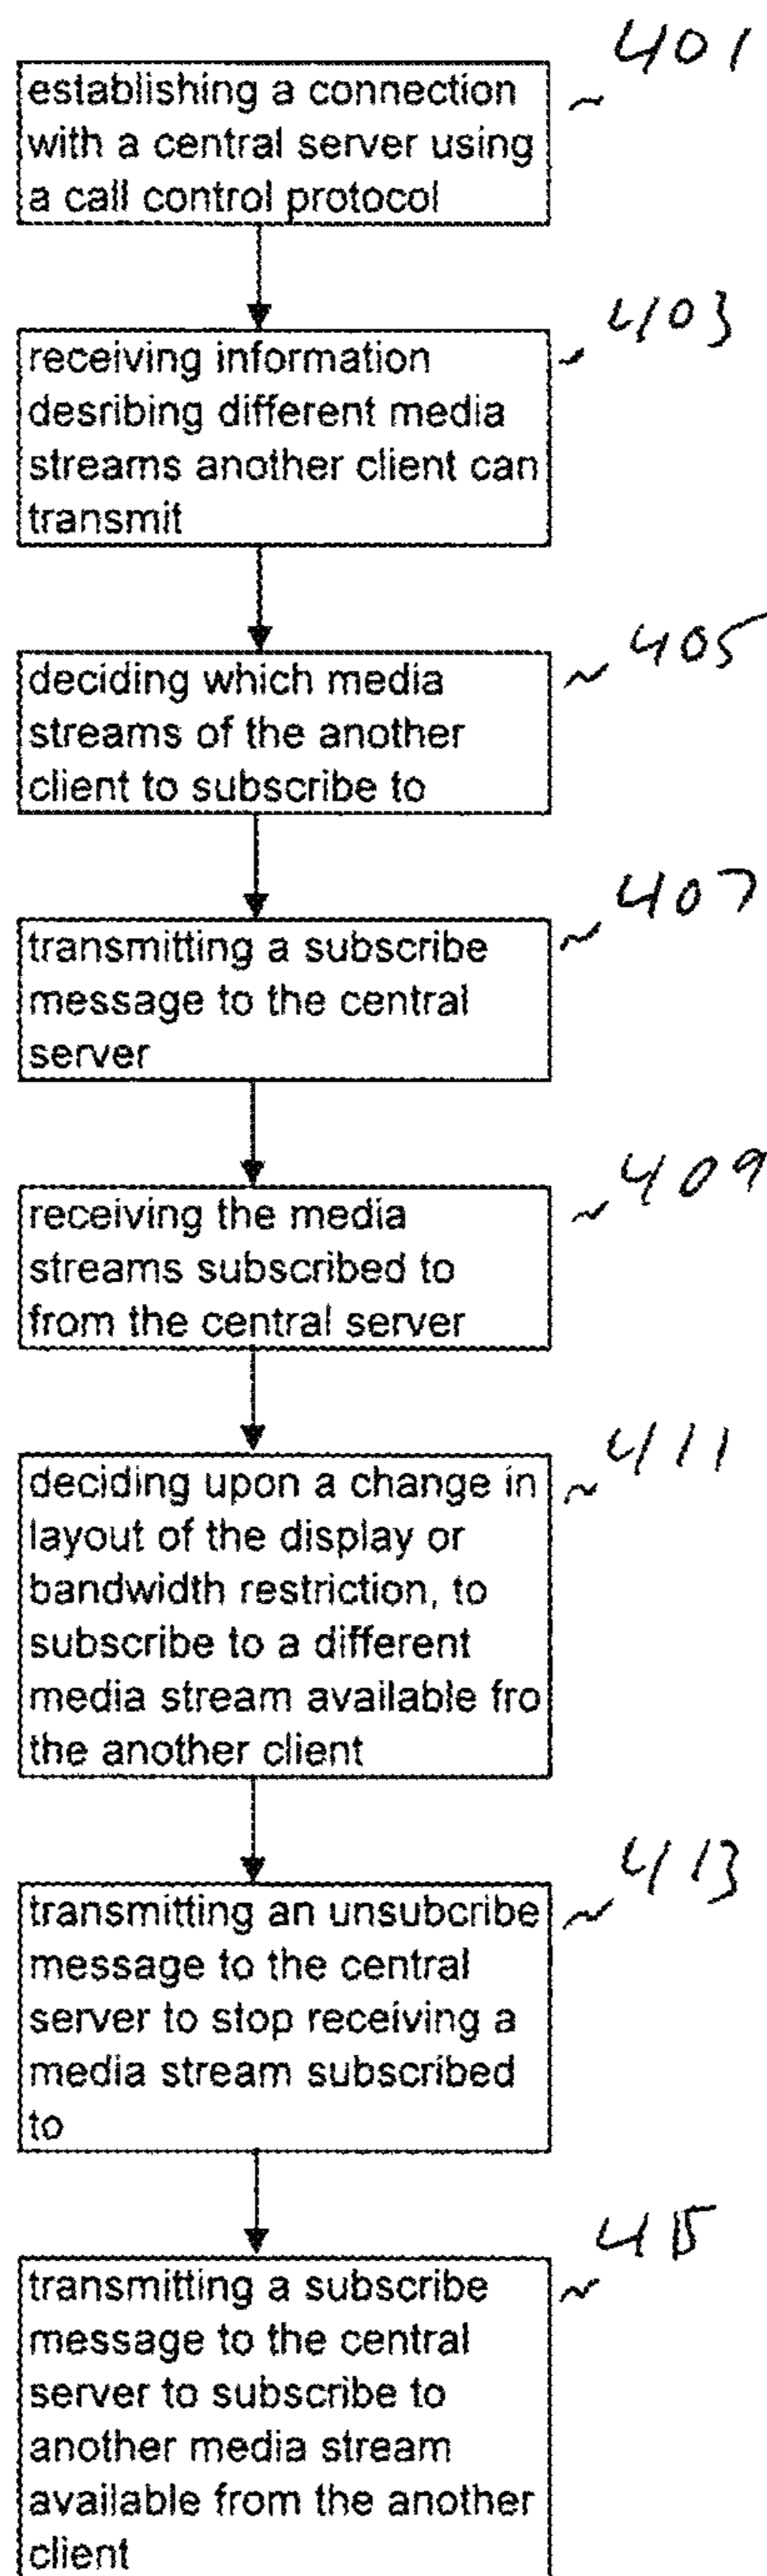 401
establishing a connection
with a central server using
a call control protocol
403
receiving information
desribing different media
streams another client can
transmit
405
deciding which media
streams of the another
client to subscribe to
407
transmitting a subscribe
message to the central
server
409
receiving the media
streams subscribed to
from the central server
411
deciding upon a change in
layout of the display or
bandwidth restriction, to
subscribe to a different
media stream available fro
the another client
413
transmitting an unsubcribe
message to the central
server to stop receiving a
media stream subscribed
to
415
transmitting a subscribe
message to the central
server to subscribe to
another media stream
available from the another
client